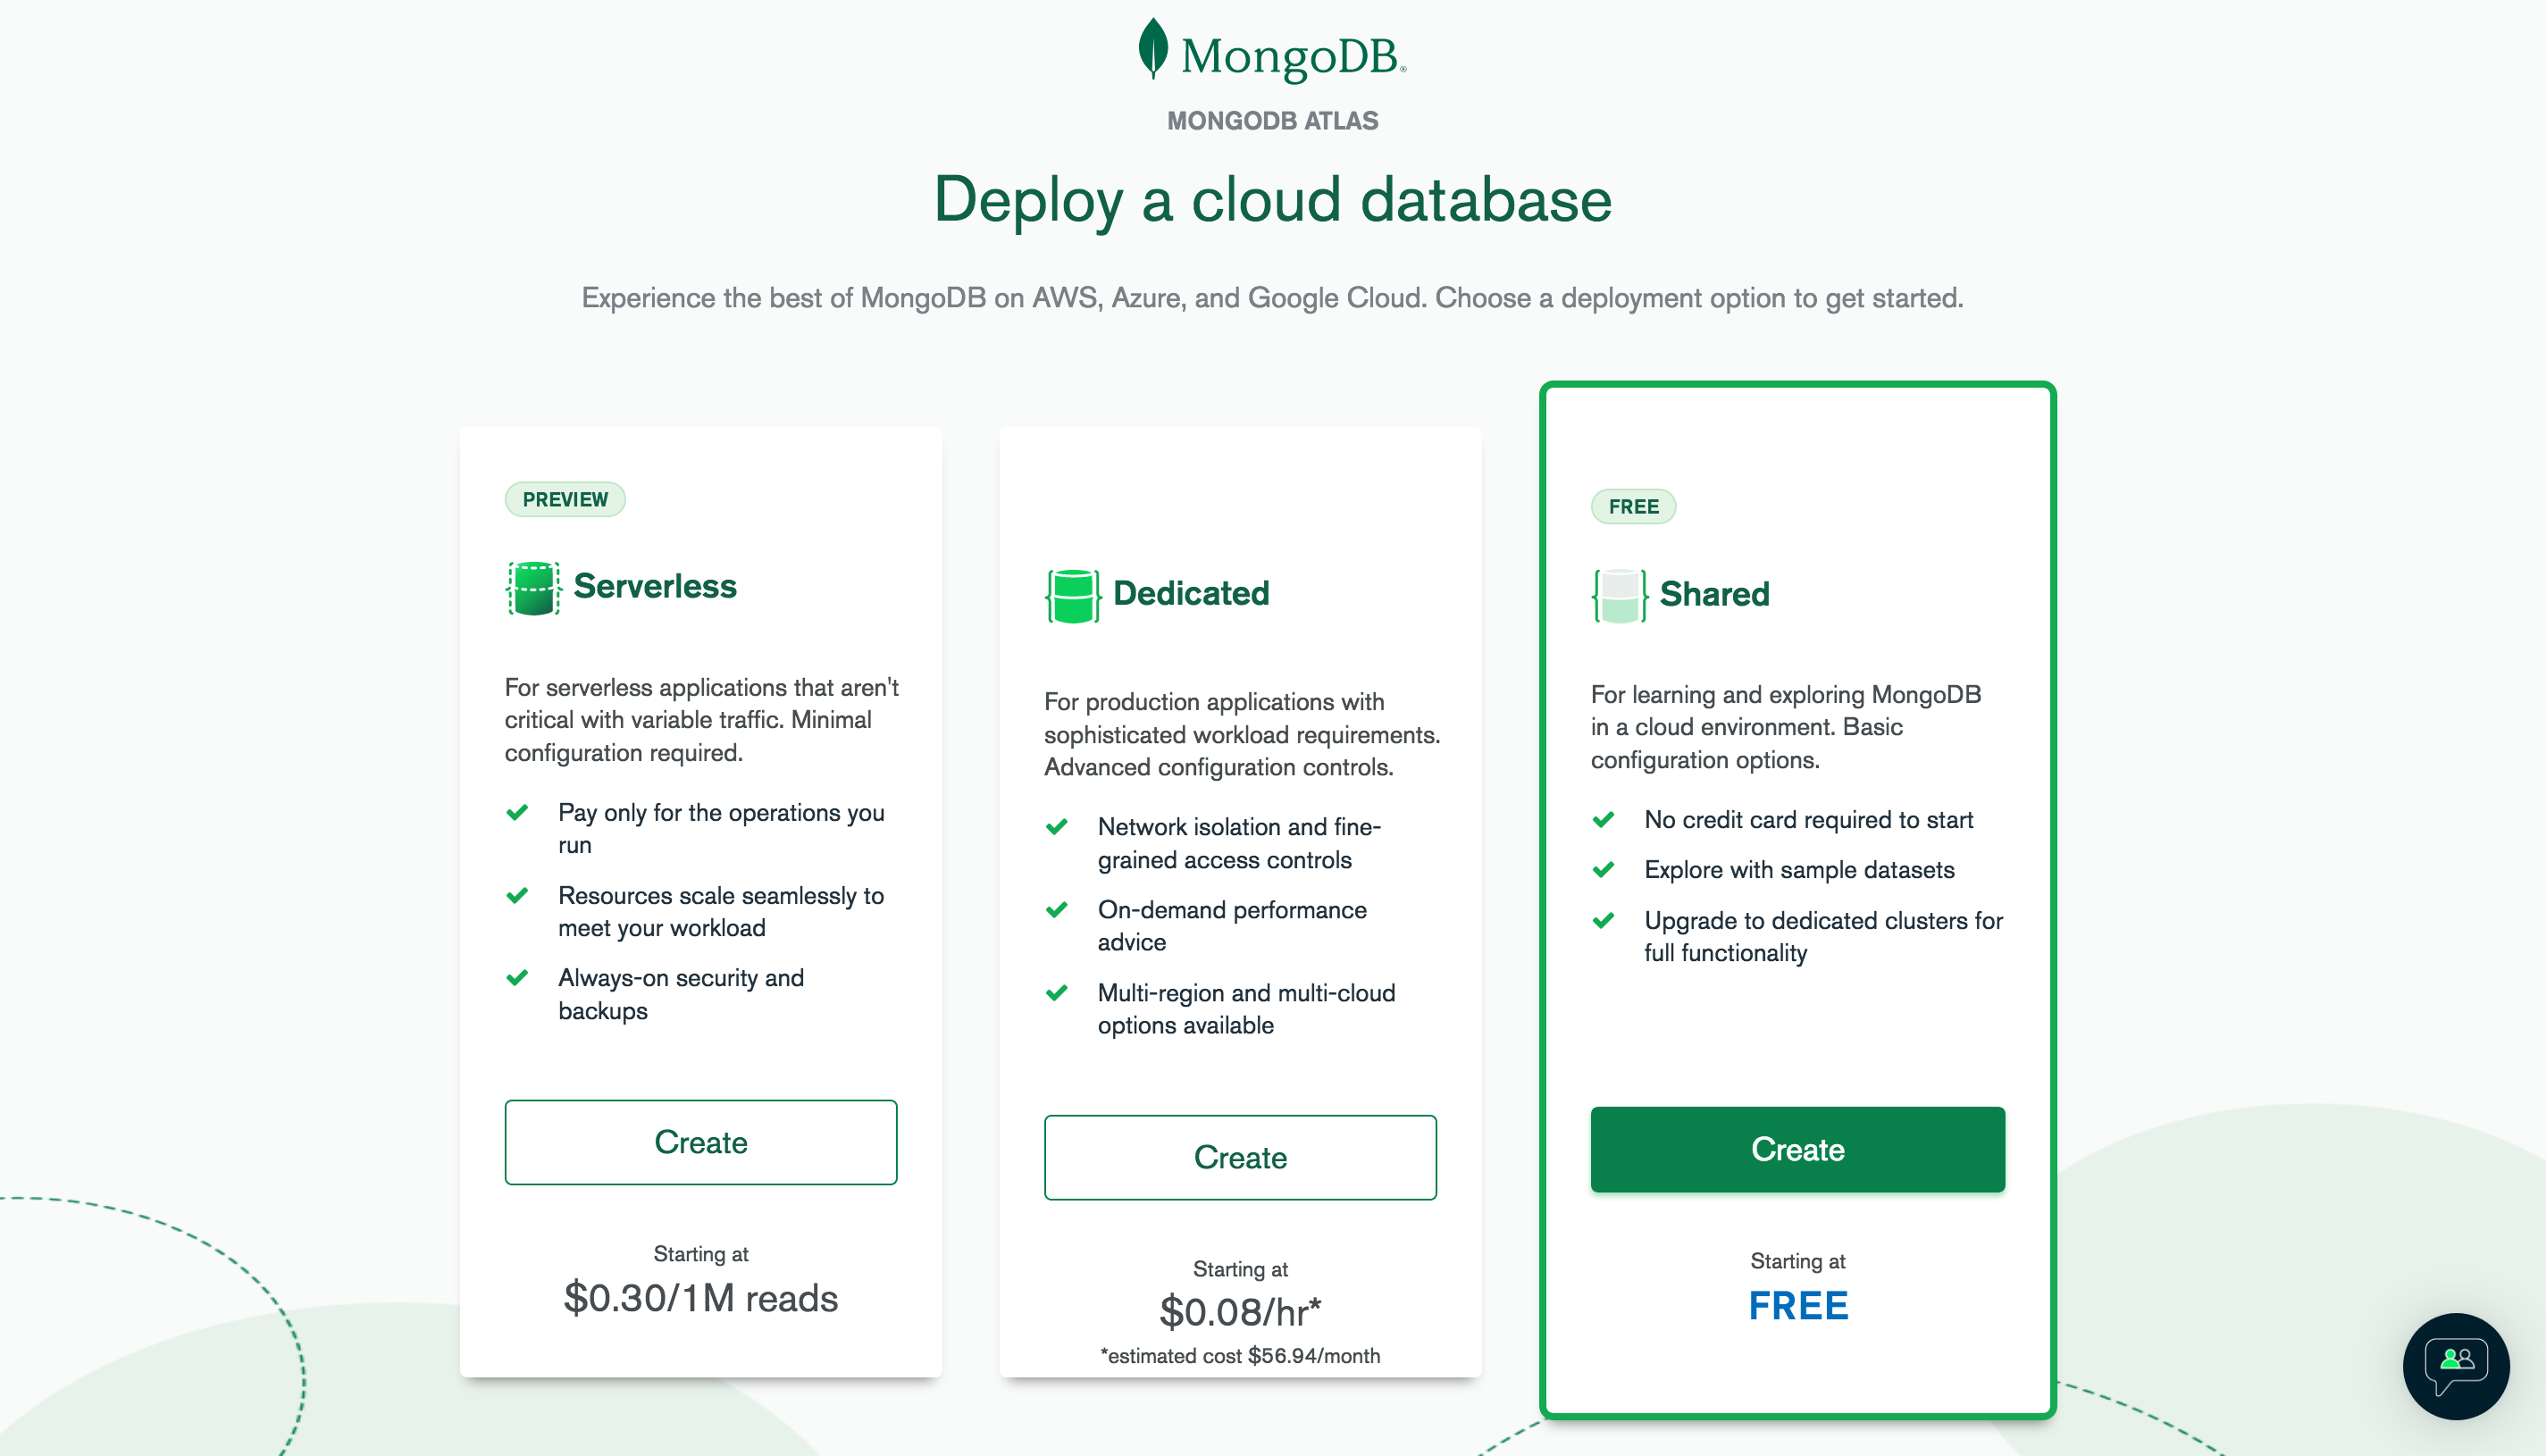 MongoDB®
MONGODB ATLAS
Deploy a cloud database
Experience the best of MongoDB on AWS, Azure, and Google Cloud. Choose a deployment option to get started.
PREVIEW
Serverless
For serverless applications that aren't
critical with variable traffic. Minimal
configuration required.
Pay only for the operations you
run
Resources scale seamlessly to
meet your workload
Always-on security and
backups
Create
Starting at
$0.30/1M reads
Dedicated
For production applications with
sophisticated workload requirements.
Advanced configuration controls.
Network isolation and fine-
grained access controls
On-demand performance
advice
Multi-region and multi-cloud
options available
Create
Starting at
$0.08/hr*
*estimated cost $56.94/month
FREE
Shared
For learning and exploring MongoDB
in a cloud environment. Basic
configuration options.
No credit card required to start
Explore with sample datasets
Upgrade to dedicated clusters for
full functionality
Create
Starting at
FREE